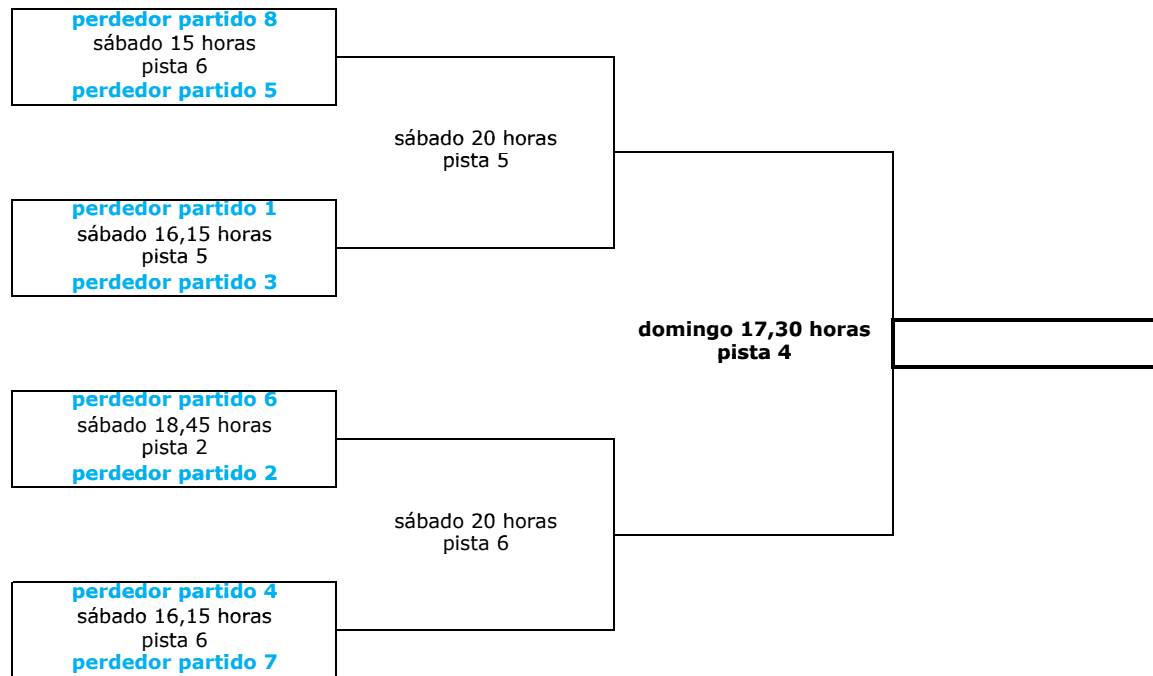 perdedor partido 8
sábado 15 horas
pista 6
perdedor partido 5
sábado 20 horas
pista 5
perdedor partido 1
sábado 16,15 horas
pista 5
perdedor partido 3
domingo 17,30 horas
pista 4
perdedor partido 6
sábado 18,45 horas
pista 2
perdedor partido 2
sábado 20 horas
pista 6
perdedor partido 4
sábado 16,15 horas
pista 6
perdedor partido 7